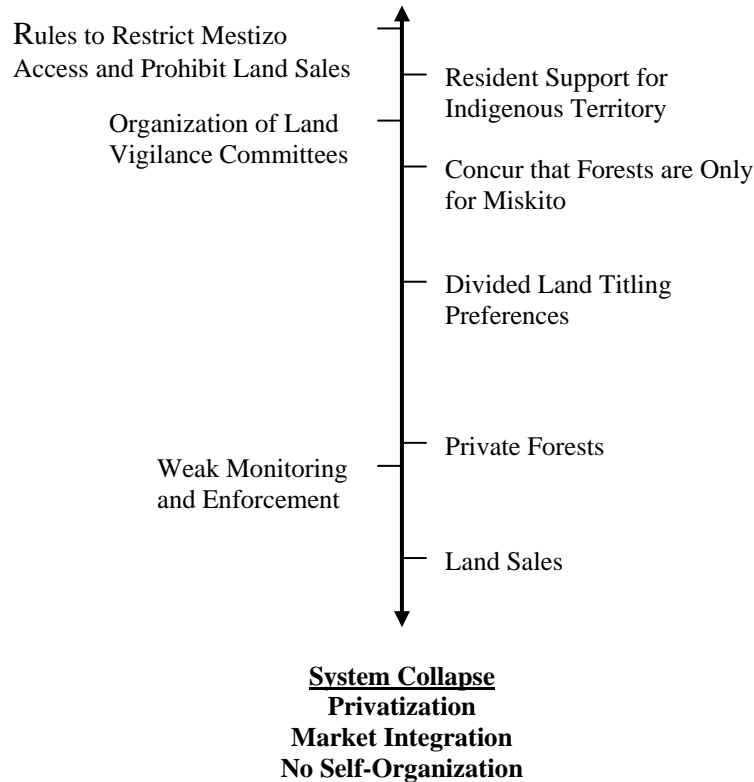 Rules to Restrict Mestizo
Access and Prohibit Land Sales
Resident Support for
Indigenous Territory
Organization of Land
Vigilance Committees
Concur that Forests are Only
for Miskito
Divided Land Titling
Preferences
Private Forests
Weak Monitoring
and Enforcement
Land Sales
System Collapse
Privatization
Market Integration
No Self-Organization